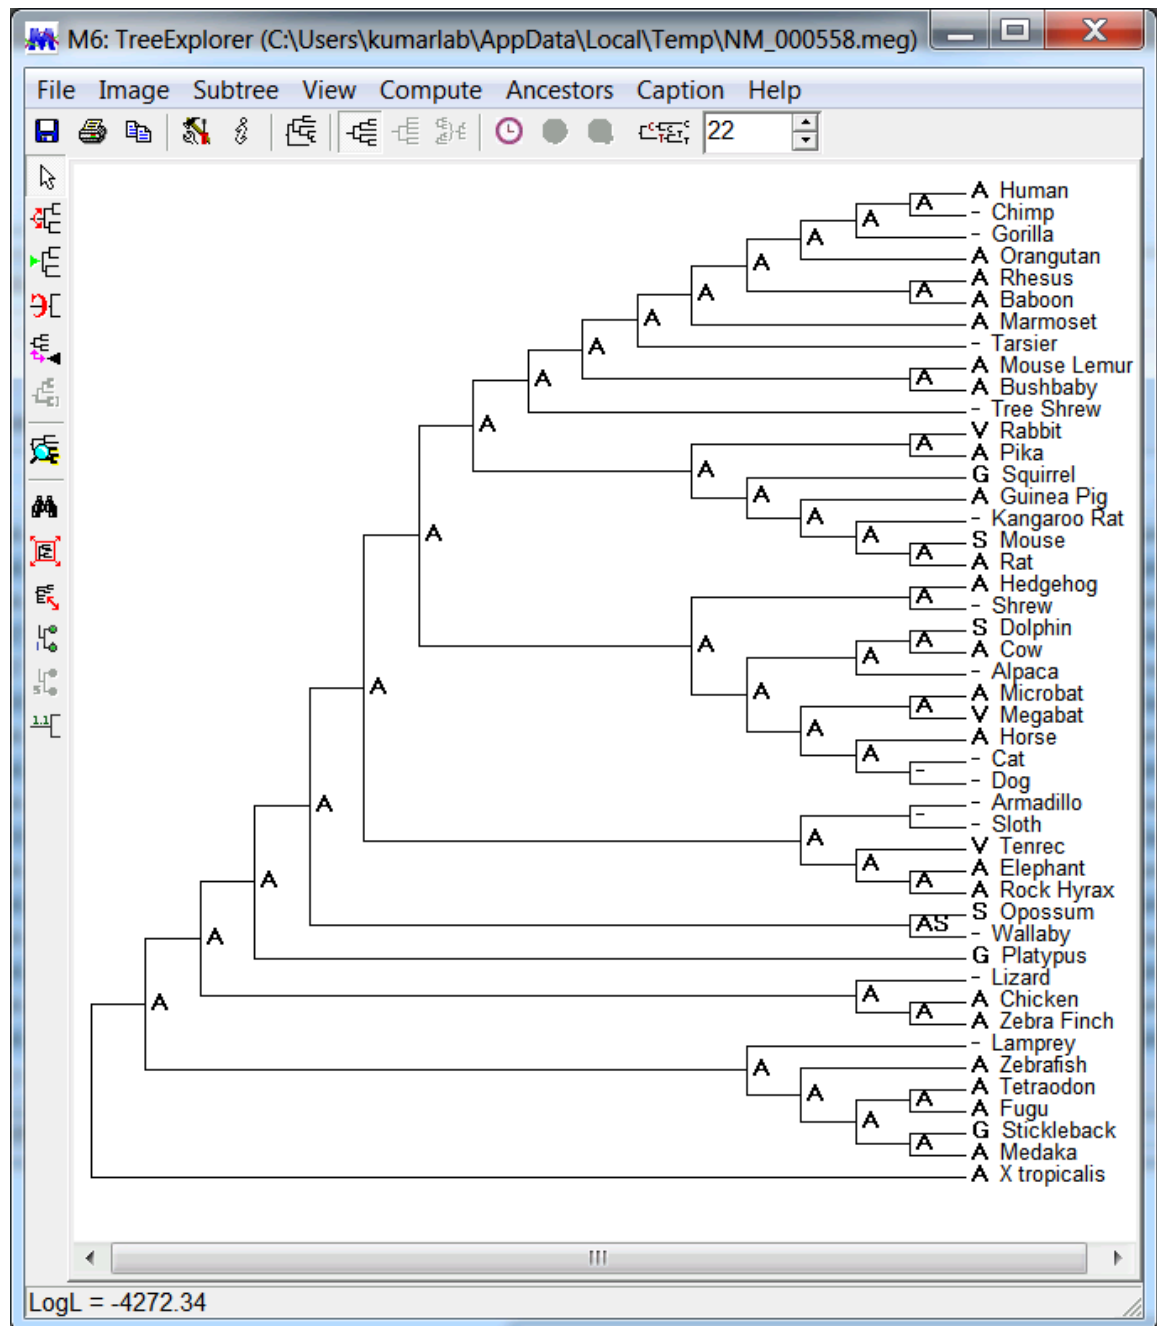 M6: TreeExplorer (C:\Users\kumarlab\AppData\Local\Temp\NM_000558.meg)
File Image Subtree View Compute Ancestors Caption Help
22
A Human
A
- Chimp
A
- Gorilla
A
A Orangutan
A
A Rhesus
A
A Baboon
A
A Marmoset
A
- Tarsier
A
A Mouse Lemur
A
A Bushbaby
A
- Tree Shrew
A
V Rabbit
A
A Pika
A
G Squirrel
A
A Guinea Pig
A
- Kangaroo Rat
A
S Mouse
A
A Rat
A
A Hedgehog
A
- Shrew
S Dolphin
A
A Cow
A
A
- Alpaca
A
A
A Microbat
A
V Megabat
A
A Horse
A
- Cat
-
- Dog
A
- Armadillo
-
- Sloth
A
V Tenrec
A
A Elephant
A
A Rock Hyrax
A
S Opossum
AS
- Wallaby
A
G Platypus
- Lizard
A
A Chicken
A
A Zebra Finch
A
- Lamprey
A
A Zebrafish
A Tetraodon
A
A
A Fugu
A
G Stickleback
A
A Medaka
A X tropicalis
LogL = -4272.34